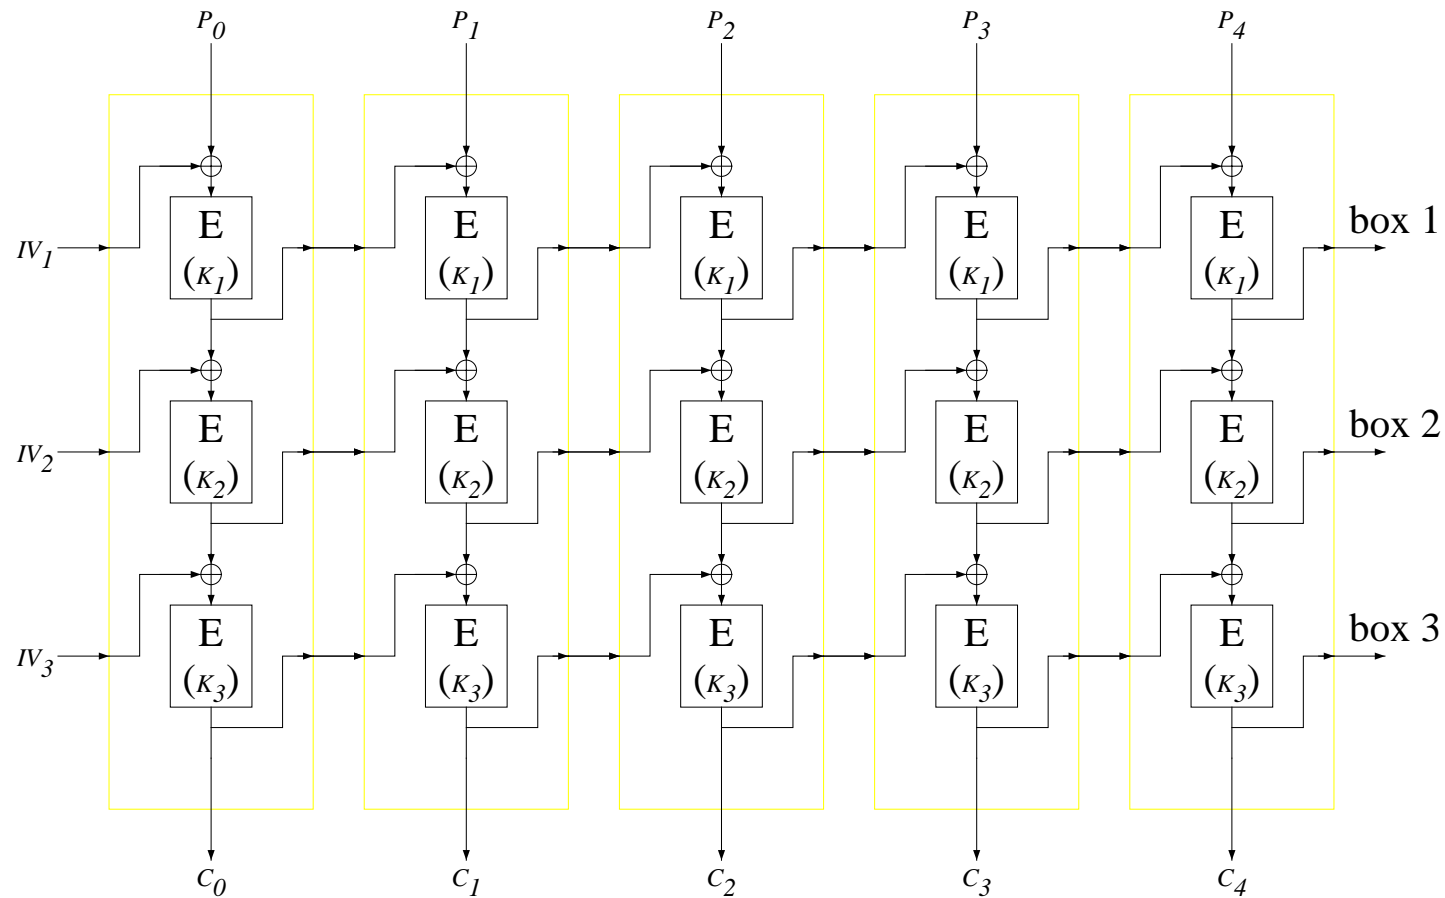 P0 P1 P2 P3 P4
E E E E E
box 1
IV1 (K1) (K1) (K1) (K1) (K1)
E E E E E
box 2
IV2 (K2) (K2) (K2) (K2) (K2)
E E E E E
box 3
IV3 (K3) (K3) (K3) (K3) (K3)
C0 C1 C2 C3 C4